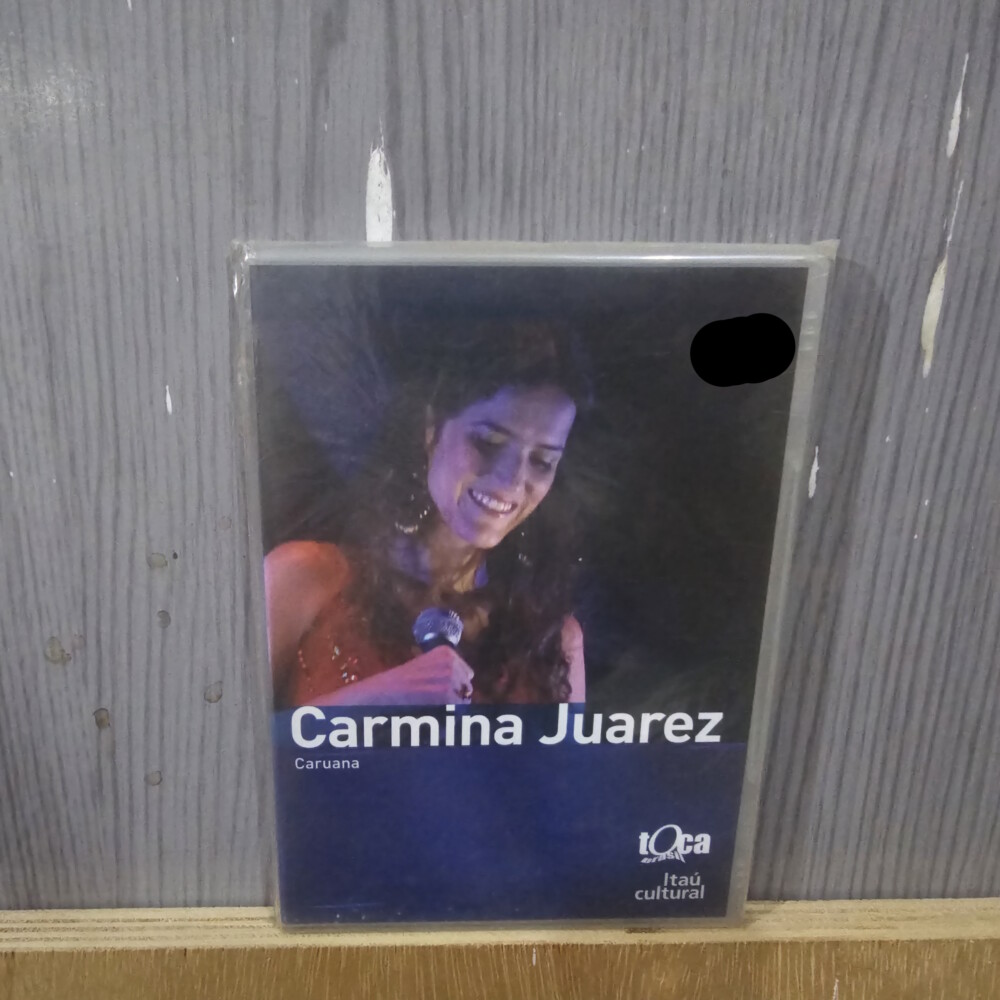 Carmina Juarez
Caruana
toca
brasil
Itaú
cultural